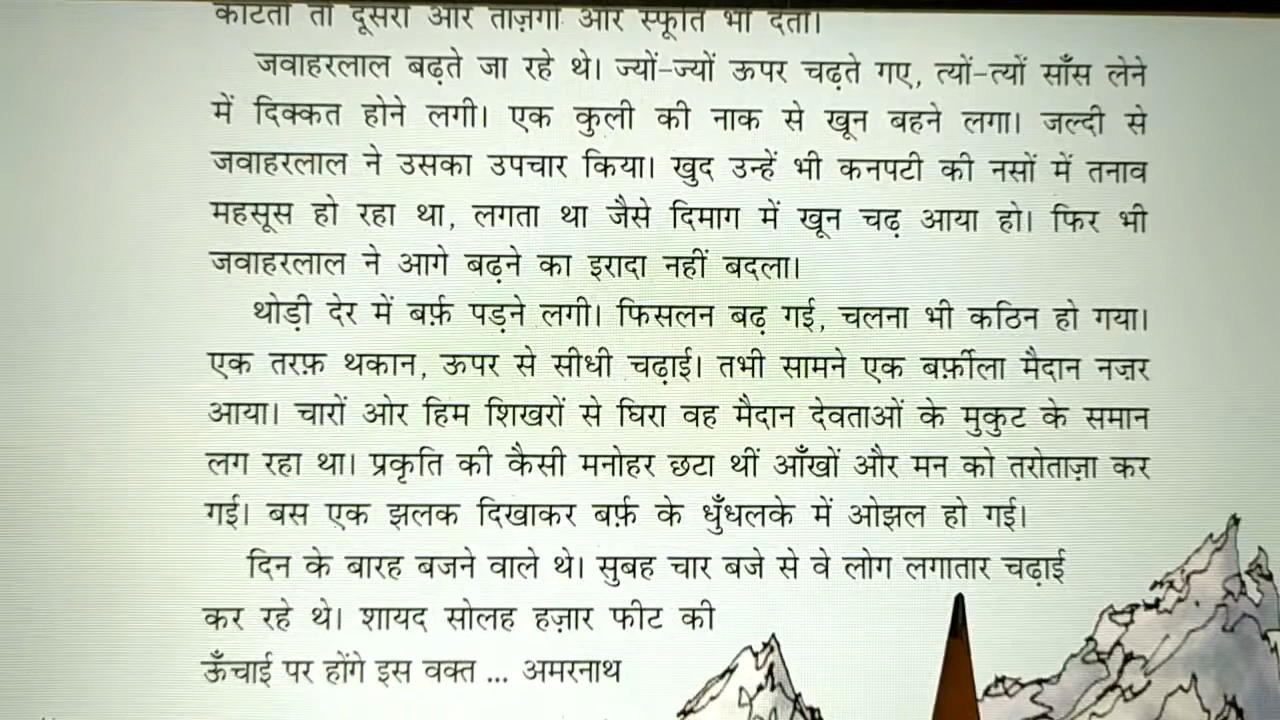 काटती तो दूसरी ओर ताज़गी और स्फूर्ति भी देती।
जवाहरलाल बढ़ते जा रहे थे। ज्यों-ज्यों ऊपर चढ़ते गए, त्यों-त्यों साँस लेने
में दिक्कत होने लगी। एक कुली की नाक से खून बहने लगा। जल्दी से
जवाहरलाल ने उसका उपचार किया। खुद उन्हें भी कनपटी की नसों में तनाव
महसूस हो रहा था, लगता था जैसे दिमाग में खून चढ़ आया हो। फिर भी
जवाहरलाल ने आगे बढ़ने का इरादा नहीं बदला।
थोड़ी देर में बर्फ़ पड़ने लगी। फिसलन बढ़ गई, चलना भी कठिन हो गया।
एक तरफ़ थकान, ऊपर से सीधी चढ़ाई। तभी सामने एक बर्फ़ीला मैदान नज़र
आया। चारों ओर हिम शिखरों से घिरा वह मैदान देवताओं के मुकुट के समान
लग रहा था। प्रकृति की कैसी मनोहर छटा थीं आँखों और मन को तरोताज़ा कर
गई। बस एक झलक दिखाकर बर्फ़ के धुँधलके में ओझल हो गई।
दिन के बारह बजने वाले थे। सुबह चार बजे से वे लोग लगातार चढ़ाई
कर रहे थे। शायद सोलह हज़ार फीट की
ऊँचाई पर होंगे इस वक्त ... अमरनाथ